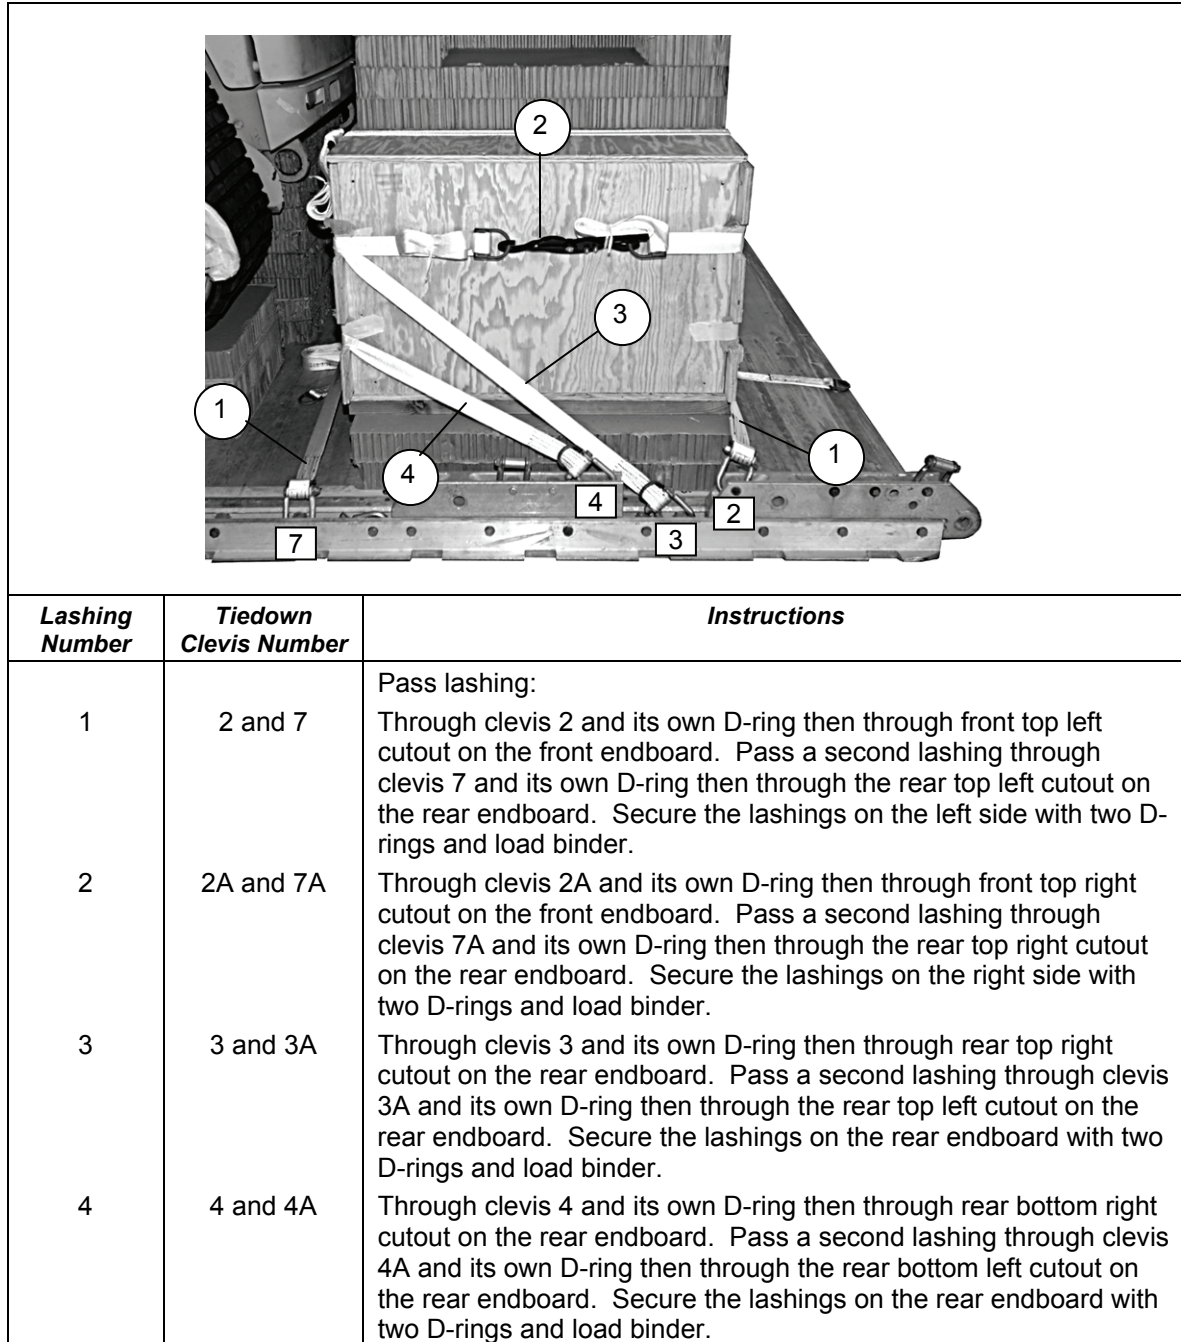 2
3
1
4
1
4
2
3
7
Lashing Number
Tiedown Clevis Number
Instructions
Pass lashing:
1
2 and 7
Through clevis 2 and its own D-ring then through front top left
cutout on the front endboard.  Pass a second lashing through
clevis 7 and its own D-ring then through the rear top left cutout on
the rear endboard.  Secure the lashings on the left side with two D-
rings and load binder.
2
2A and 7A
Through clevis 2A and its own D-ring then through front top right
cutout on the front endboard.  Pass a second lashing through
clevis 7A and its own D-ring then through the rear top right cutout
on the rear endboard.  Secure the lashings on the right side with
two D-rings and load binder.
3
3 and 3A
Through clevis 3 and its own D-ring then through rear top right
cutout on the rear endboard.  Pass a second lashing through clevis
3A and its own D-ring then through the rear top left cutout on the
rear endboard.  Secure the lashings on the rear endboard with two
D-rings and load binder.
4
4 and 4A
Through clevis 4 and its own D-ring then through rear bottom right
cutout on the rear endboard.  Pass a second lashing through clevis
4A and its own D-ring then through the rear bottom left cutout on
the rear endboard.  Secure the lashings on the rear endboard with
two D-rings and load binder.